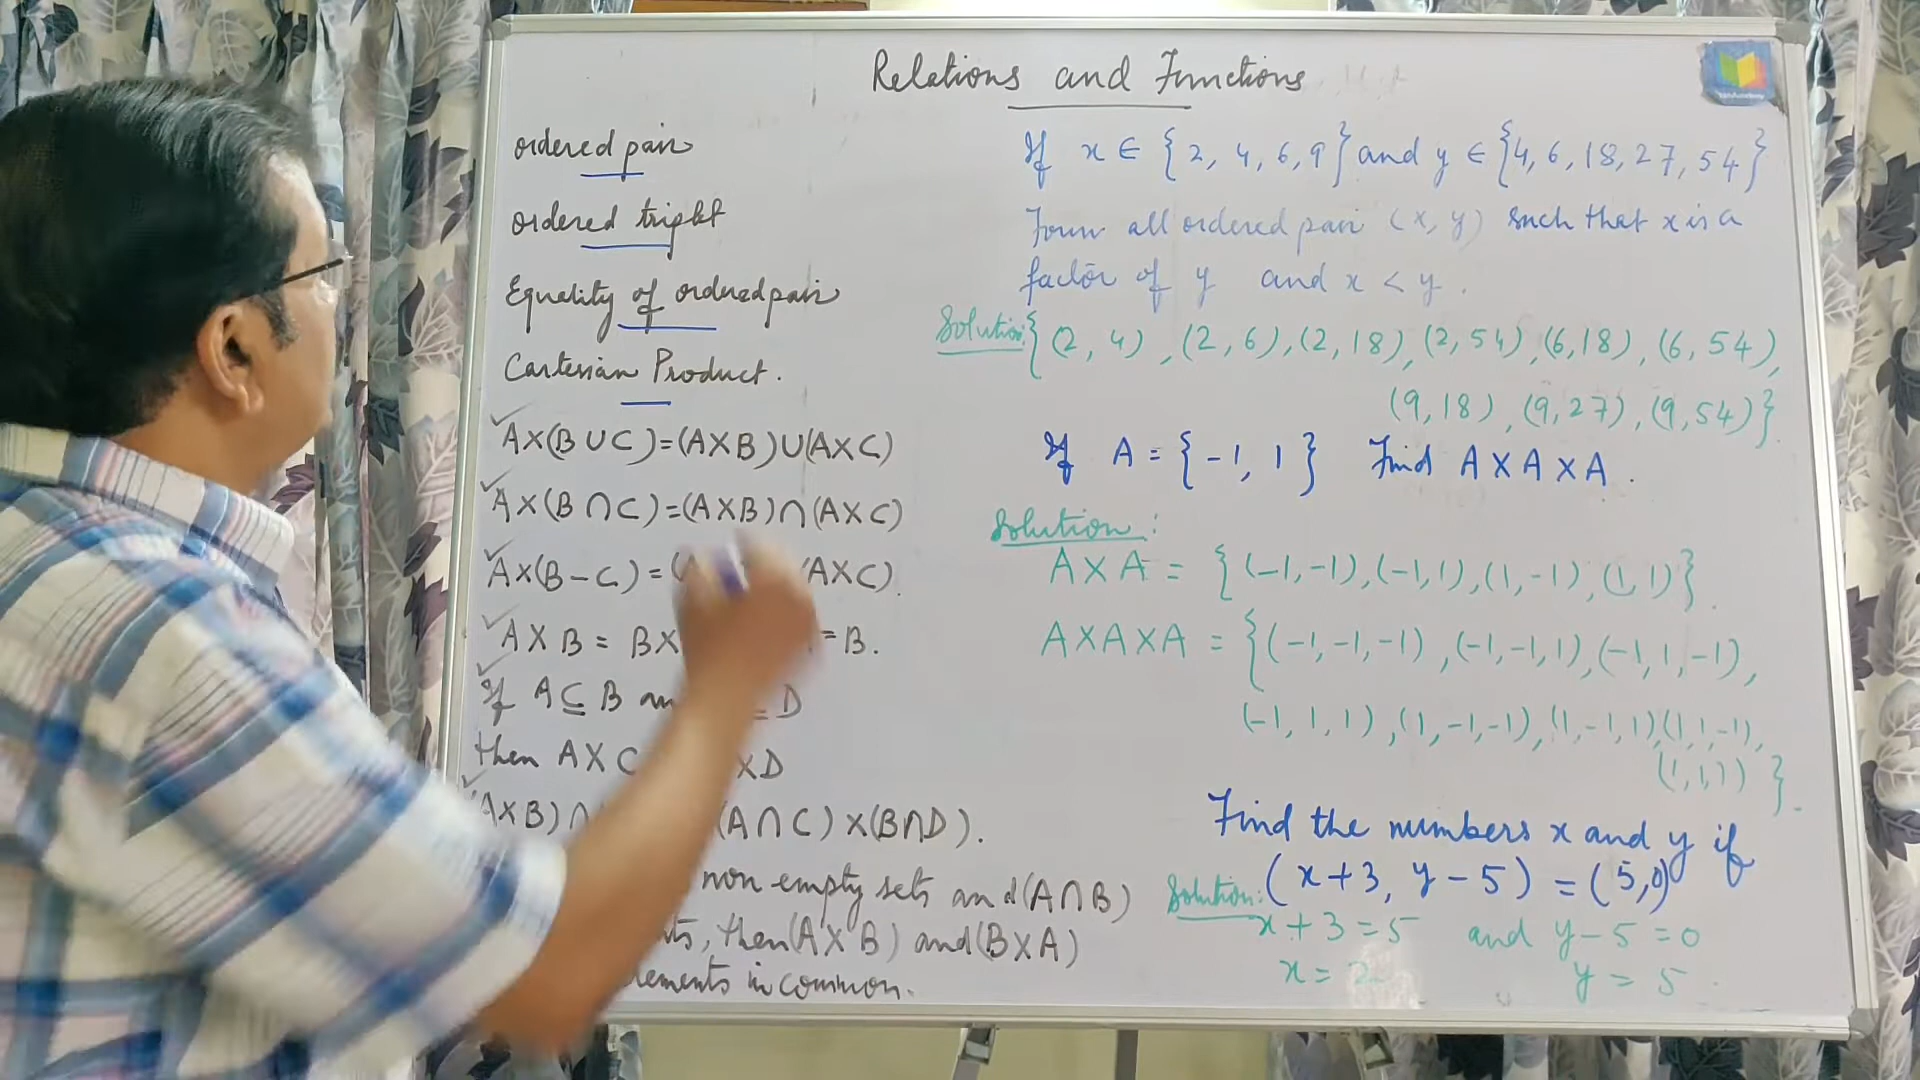 Relations and Functions
ordered pair
ordered triplet
Equality of ordered pair
Cartesian Product.
✓ A×(B∪C)=(A×B)∪(A×C)
✓ A×(B∩C)=(A×B)∩(A×C)
✓ A×(B-C)=(A ×C).
✓ A×B = B× = B.
✓ If A⊆B an D
then A×C ×D
✓ A×B)∩ (A∩C)×(B∩D).
non empty sets and (A∩B)
, then (A×B) and (B×A)
in common.
If x ∈ {2, 4, 6, 9} and y ∈ {4, 6, 18, 27, 54}
Form all ordered pair (x, y) such that x is a
factor of y and x < y.
Solution: {(2, 4), (2, 6), (2, 18), (2, 54), (6, 18), (6, 54),
(9, 18), (9, 27), (9, 54)}
If A = {-1, 1} Find A×A×A.
Solution:
A×A = {(-1,-1), (-1,1), (1,-1), (1,1)}.
A×A×A = {(-1,-1,-1), (-1,-1,1), (-1,1,-1),
(-1,1,1), (1,-1,-1), (1,-1,1) (1,1,-1),
(1,1,1)}.
Find the numbers x and y if
(x+3, y-5) = (5,0)
Solution:
x+3=5 and y-5=0
x=2 y=5.